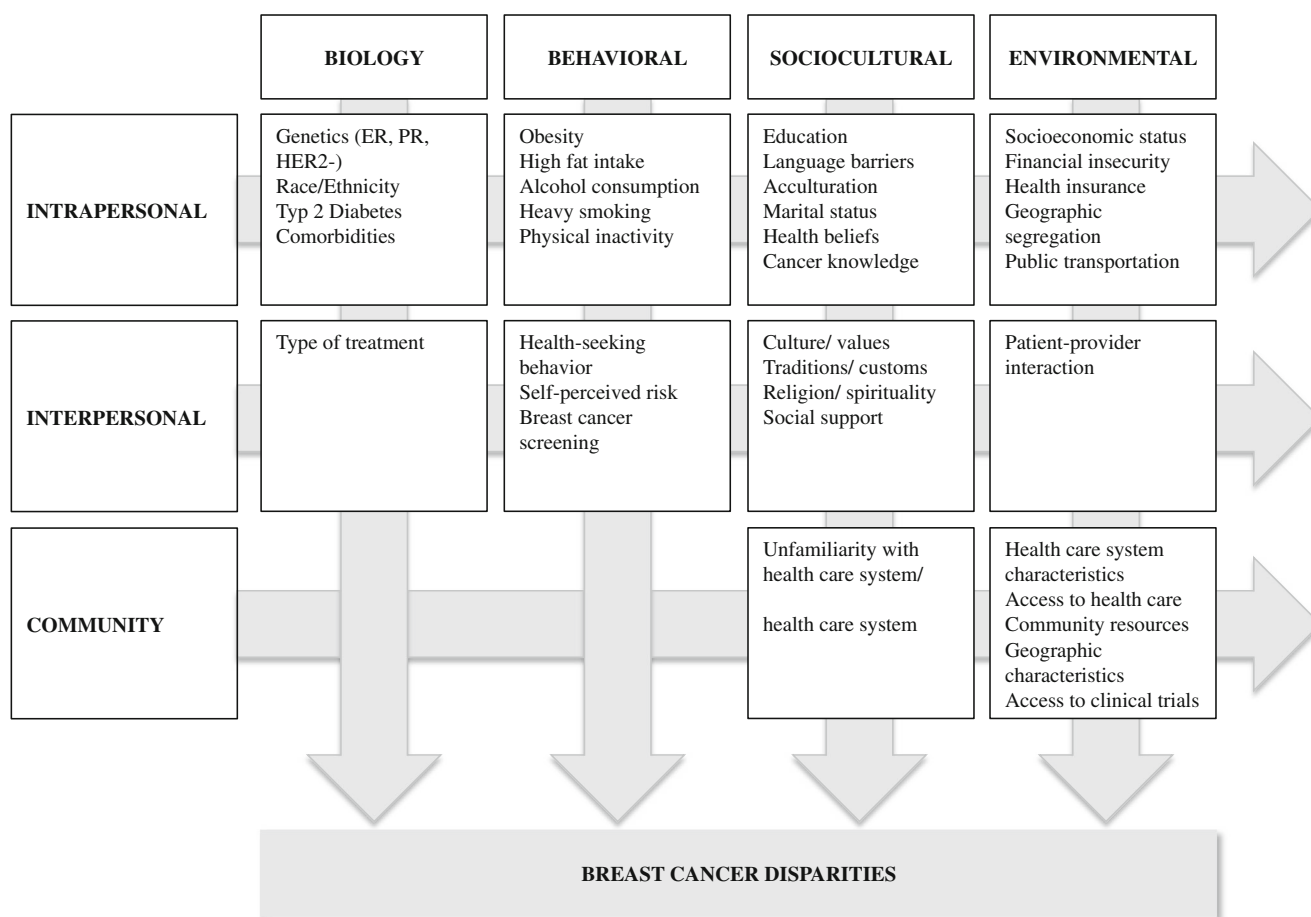 BIOLOGY
BEHAVIORAL
SOCIOCULTURAL
ENVIRONMENTAL
INTRAPERSONAL
Genetics (ER, PR,
HER2-)
Race/Ethnicity
Typ 2 Diabetes
Comorbidities
Obesity
High fat intake
Alcohol consumption
Heavy smoking
Physical inactivity
Education
Language barriers
Acculturation
Marital status
Health beliefs
Cancer knowledge
Socioeconomic status
Financial insecurity
Health insurance
Geographic
segregation
Public transportation
INTERPERSONAL
Type of treatment
Health-seeking
behavior
Self-perceived risk
Breast cancer
screening
Culture/ values
Traditions/ customs
Religion/ spirituality
Social support
Patient-provider
interaction
COMMUNITY
Unfamiliarity with
health care system/
health care system
Health care system
characteristics
Access to health care
Community resources
Geographic
characteristics
Access to clinical trials
BREAST CANCER DISPARITIES